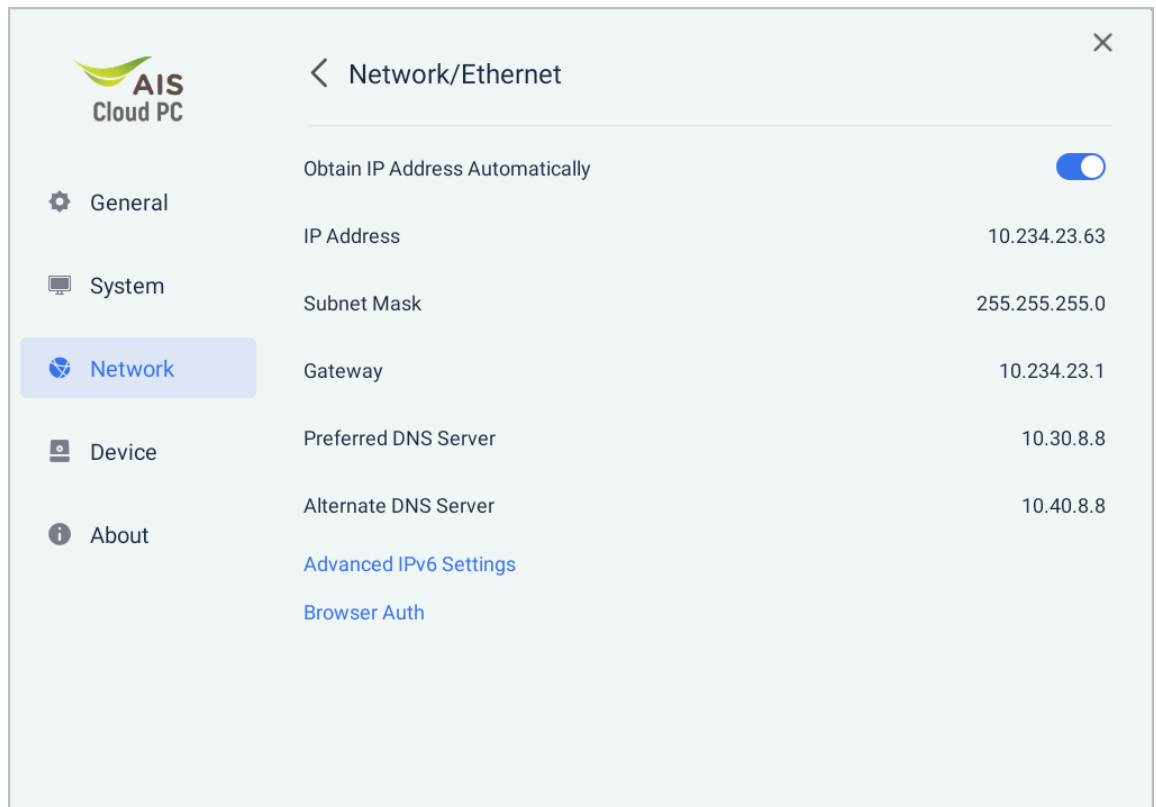 AIS
Cloud PC
Network/Ethernet
Obtain IP Address Automatically
General
IP Address 10.234.23.63
System
Subnet Mask 255.255.255.0
Network
Gateway 10.234.23.1
Preferred DNS Server 10.30.8.8
Device
Alternate DNS Server 10.40.8.8
About
Advanced IPv6 Settings
Browser Auth